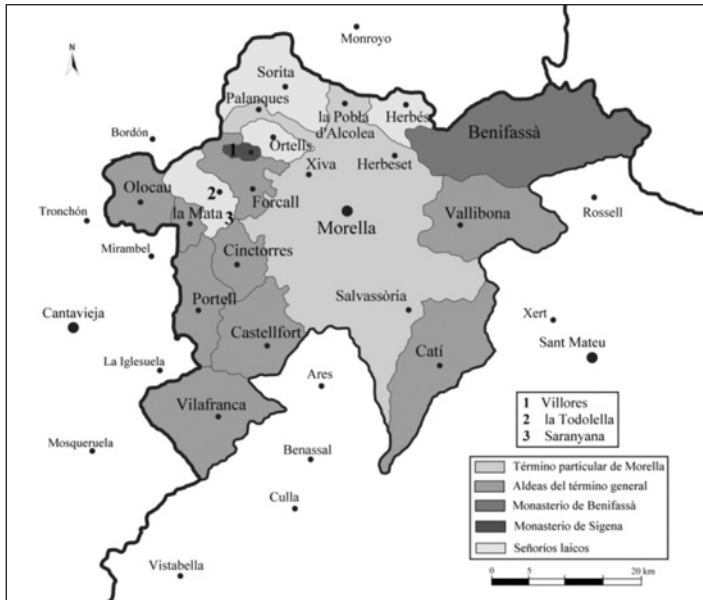 Monroyo
N
Sorita
Palanques
la Pobla
d'Alcolea
Herbés
Benifassà
Bordón
1
Ortells
Xiva
Herbeset
Olocau
2
la Mata
3
Forcall
Morella
Vallibona
Rossell
Tronchón
Mirambel
Cinctorres
Cantavieja
Portell
Salvassòria
Castellfort
Catí
Xert
Sant Mateu
La Iglesuela
Ares
Vilafranca
Mosqueruela
Benassal
Culla
Vistabella
1 Villores
2 la Todolella
3 Saranyana
Término particular de Morella
Aldeas del término general
Monasterio de Benifassà
Monasterio de Sigena
Señoríos laicos
0 5 20 km